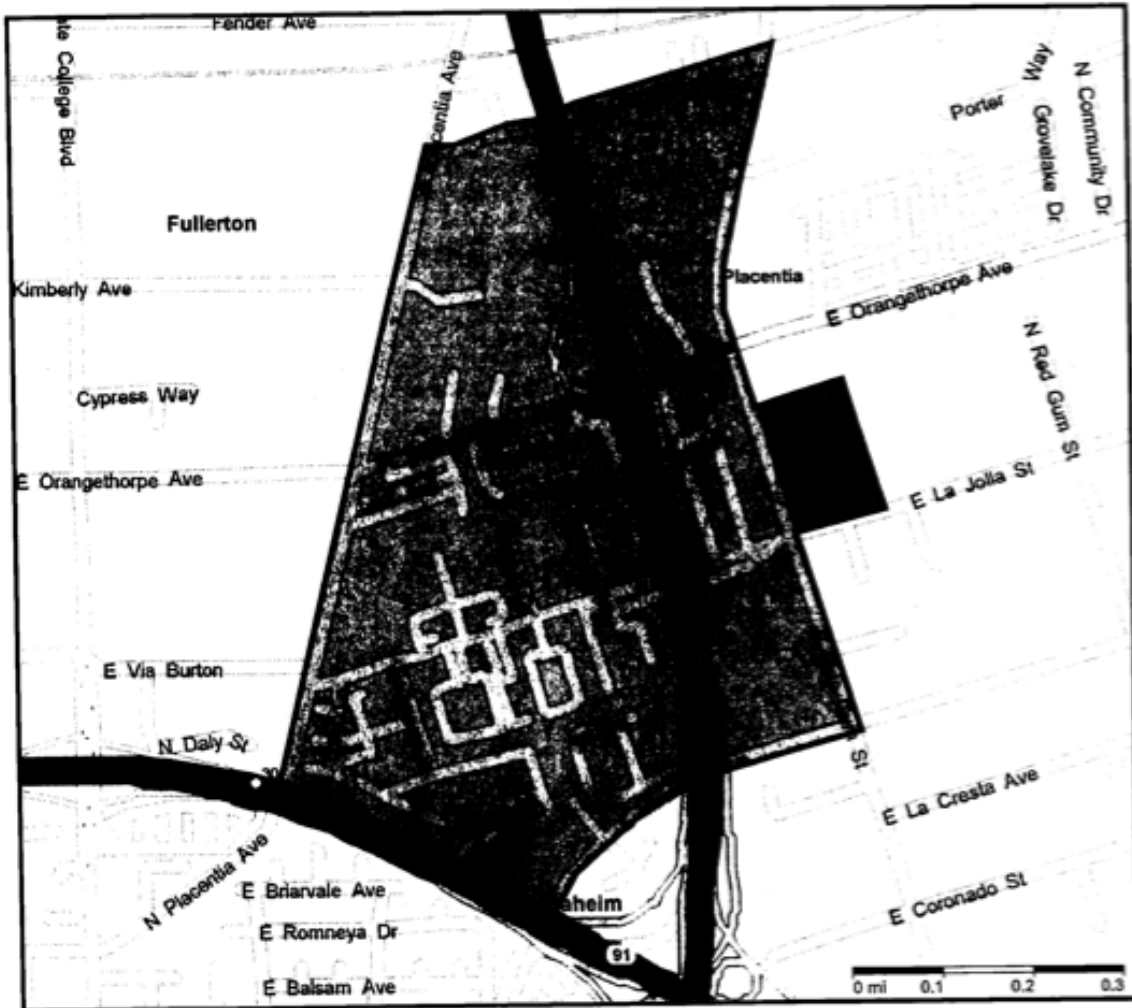 Fender Ave
College Blvd
centia Ave
Porter Way
N Community Dr
Grovelake Dr
Fullerton
Placentia
Kimberly Ave
E Orangethorpe Ave
N Red Gum St
Cypress Way
E Orangethorpe Ave
E La Jolla St
E Via Burton
N Daly St
St
E La Cresta Ave
N Placentia Ave
E Briarvale Ave
aheim
E Coronado St
E Romneya Dr
91
E Balsam Ave
0 mi 0.1 0.2 0.3